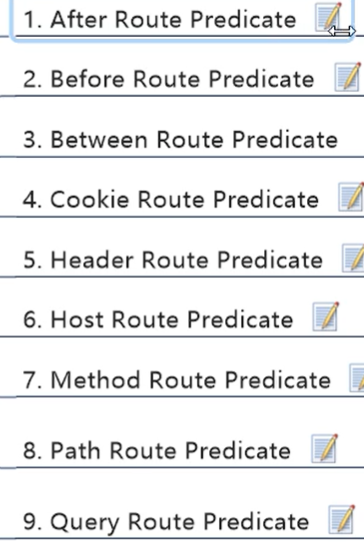 1. After Route Predicate
2. Before Route Predicate
3. Between Route Predicate
4. Cookie Route Predicate
5. Header Route Predicate
6. Host Route Predicate
7. Method Route Predicate
8. Path Route Predicate
9. Query Route Predicate